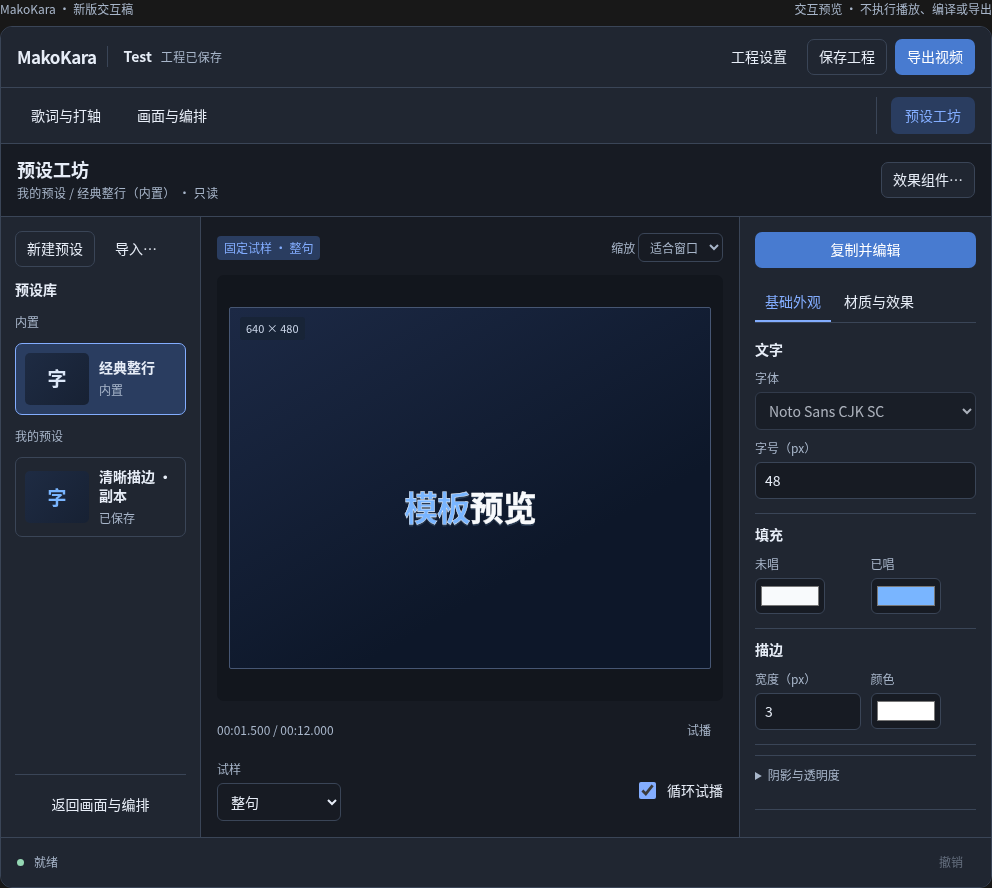 MakoKara • 新版交互稿
交互预览 • 不执行播放、编译或导出
MakoKara
Test 工程已保存
工程设置
保存工程
导出视频
歌词与打轴
画面与编排
预设工坊
预设工坊
我的预设 / 经典整行（内置） • 只读
效果组件…
新建预设
导入…
预设库
内置
字
经典整行
内置
我的预设
字
清晰描边 •
副本
已保存
返回画面与编排
固定试样 • 整句
缩放
适合窗口
640 × 480
模板预览
00:01.500 / 00:12.000
试播
试样
整句
循环试播
复制并编辑
基础外观
材质与效果
文字
字体
Noto Sans CJK SC
字号（px）
48
填充
未唱
已唱
描边
宽度（px）
颜色
3
阴影与透明度
就绪
撤销